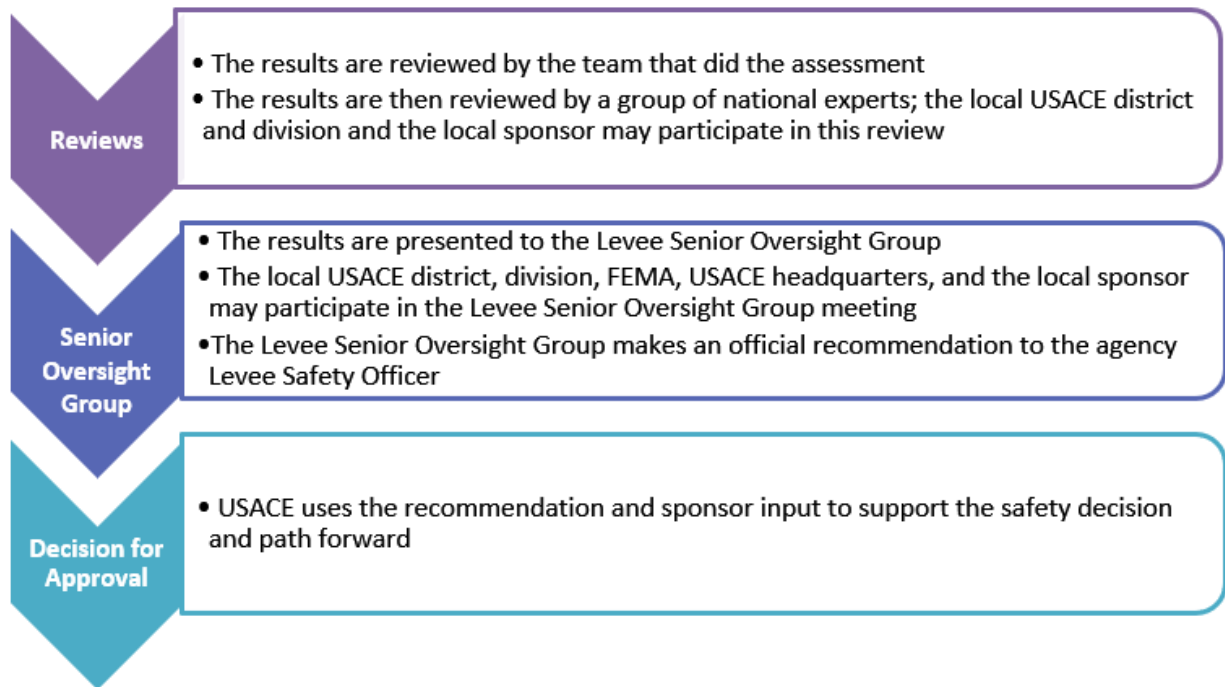 Reviews
• The results are reviewed by the team that did the assessment
• The results are then reviewed by a group of national experts; the local USACE district
and division and the local sponsor may participate in this review
Senior
Oversight
Group
• The results are presented to the Levee Senior Oversight Group
• The local USACE district, division, FEMA, USACE headquarters, and the local sponsor
may participate in the Levee Senior Oversight Group meeting
•The Levee Senior Oversight Group makes an official recommendation to the agency
Levee Safety Officer
Decision for
Approval
• USACE uses the recommendation and sponsor input to support the safety decision
and path forward